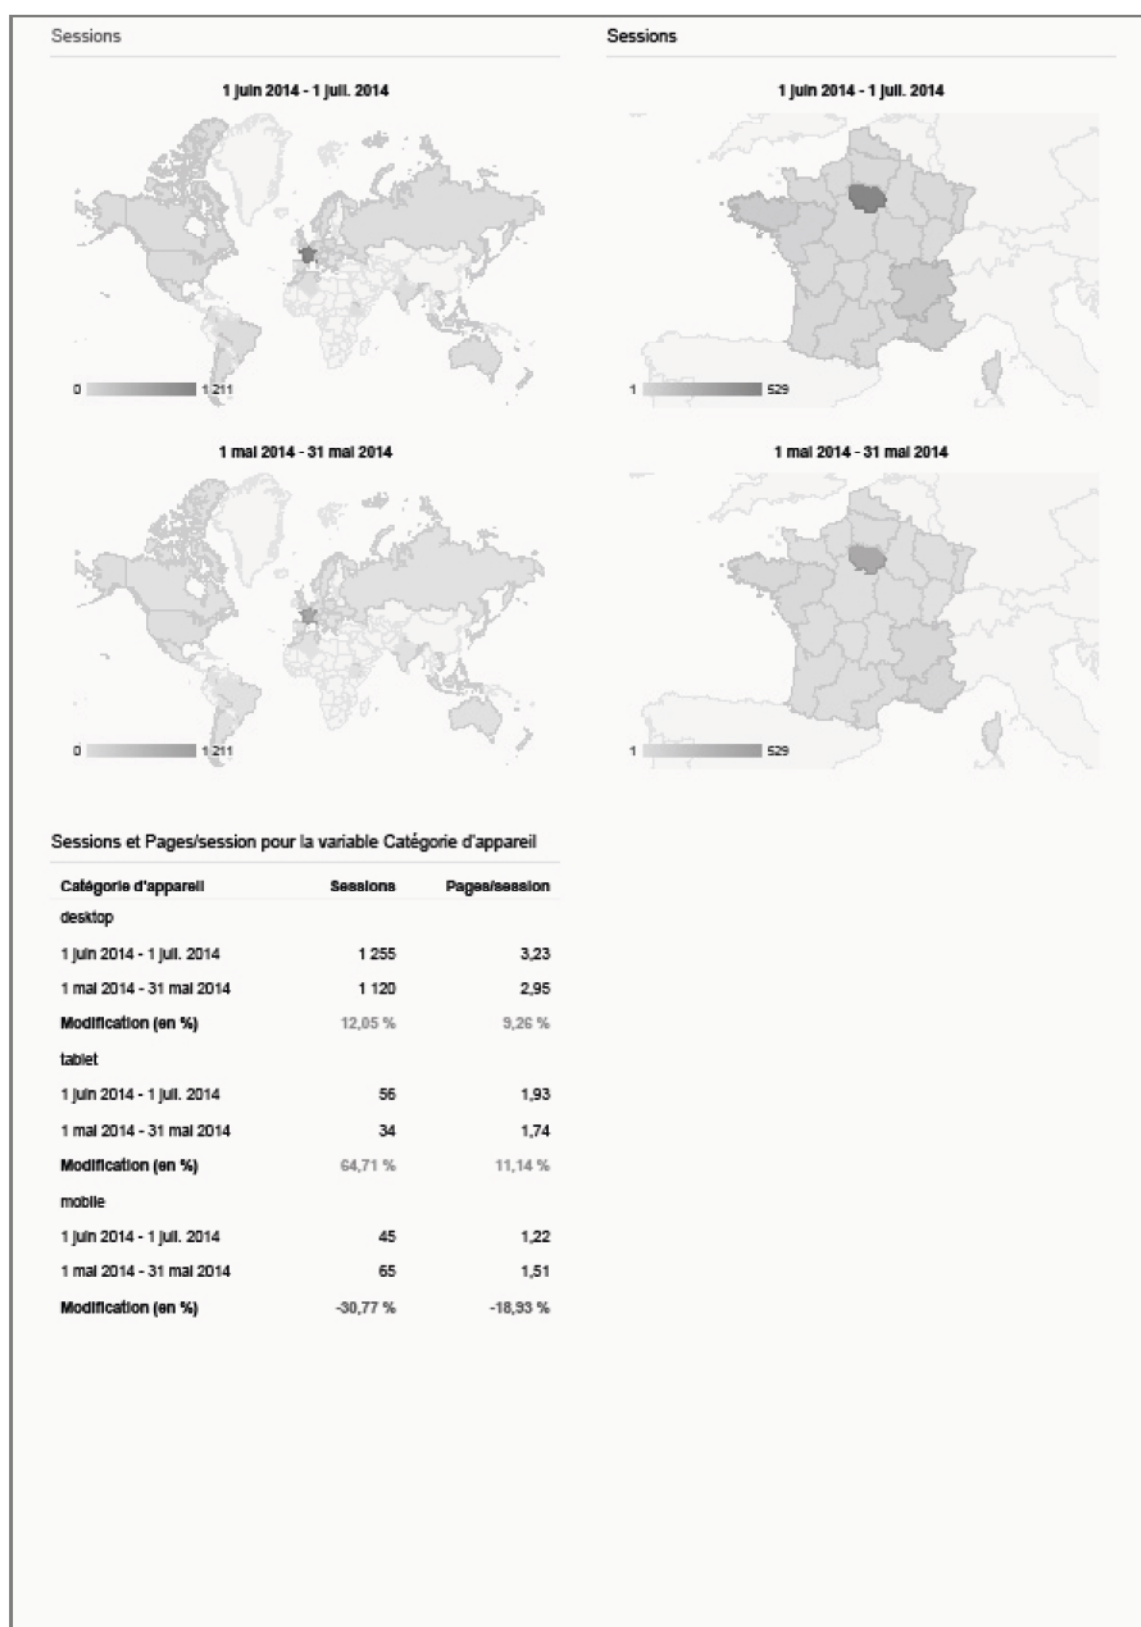 Sessions
Sessions
1 juin 2014 - 1 juil. 2014
1 juin 2014 - 1 juil. 2014
0 1 211
1 529
1 mai 2014 - 31 mai 2014
1 mai 2014 - 31 mai 2014
0 1 211
1 529
Sessions et Pages/session pour la variable Catégorie d'appareil
Catégorie d'appareil Sessions Pages/session
desktop
1 juin 2014 - 1 juil. 2014 1 255 3,23
1 mai 2014 - 31 mai 2014 1 120 2,95
Modification (en %) 12,05 % 9,26 %
tablet
1 juin 2014 - 1 juil. 2014 56 1,93
1 mai 2014 - 31 mai 2014 34 1,74
Modification (en %) 64,71 % 11,14 %
mobile
1 juin 2014 - 1 juil. 2014 45 1,22
1 mai 2014 - 31 mai 2014 65 1,51
Modification (en %) -30,77 % -18,93 %